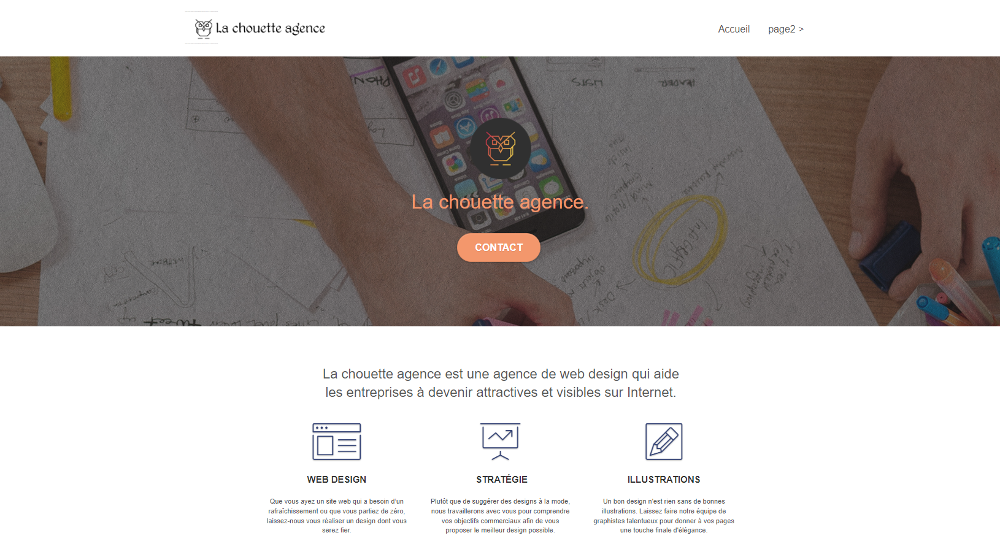 La chouette agence
Accueil
page2 >
PHONE
LISTS
HEADER
La chouette agence.
CONTACT
La chouette agence est une agence de web design qui aide
les entreprises à devenir attractives et visibles sur Internet.
WEB DESIGN
Que vous ayez un site web qui a besoin d'un
rafraîchissement ou que vous partiez de zéro,
laissez-nous vous réaliser un design dont vous
serez fier.
STRATÉGIE
Plutôt que de suggérer des designs à la mode,
nous travaillerons avec vous pour comprendre
vos objectifs commerciaux afin de vous
proposer le meilleur design possible.
ILLUSTRATIONS
Un bon design n'est rien sans de bonnes
illustrations. Laissez faire notre équipe de
graphistes talentueux pour donner à vos pages
une touche finale d'élégance.